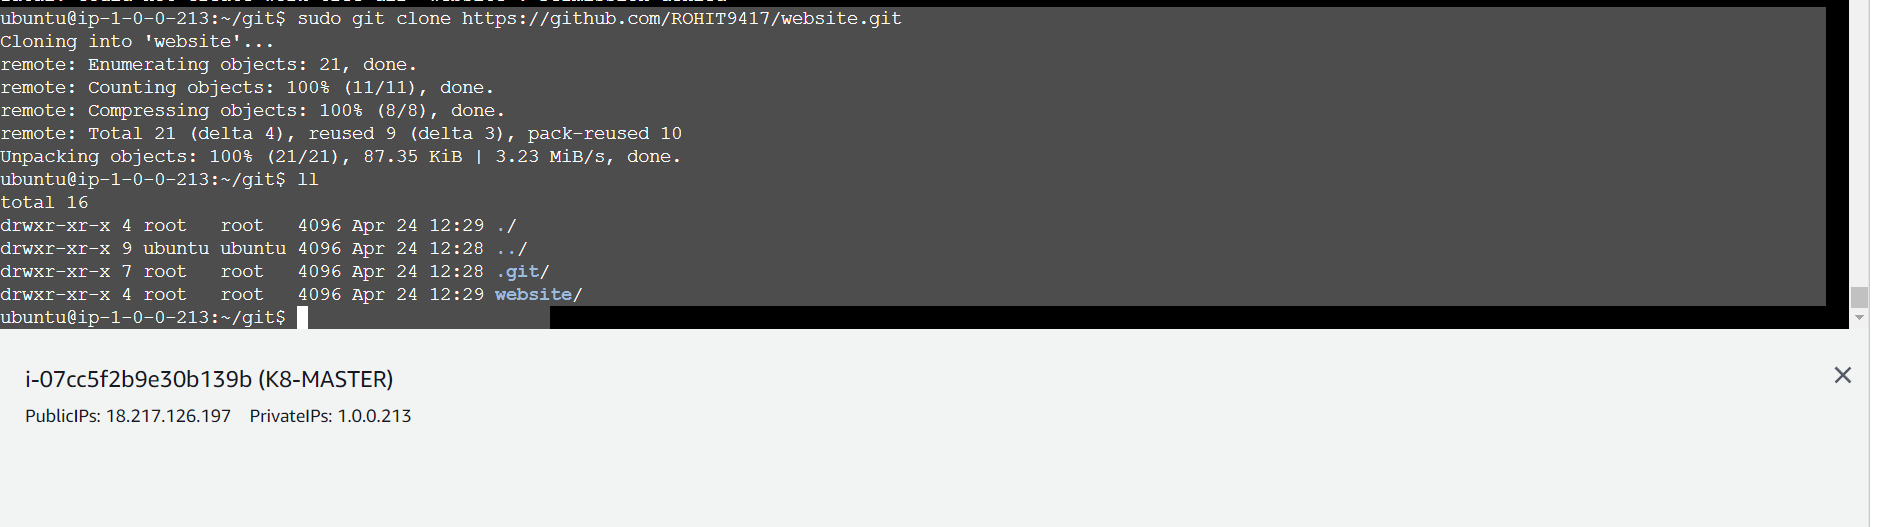 ubuntu@ip-1-0-0-213:~/git$ sudo git clone https://github.com/ROHIT9417/website.git
Cloning into 'website'...
remote: Enumerating objects: 21, done.
remote: Counting objects: 100% (11/11), done.
remote: Compressing objects: 100% (8/8), done.
remote: Total 21 (delta 4), reused 9 (delta 3), pack-reused 10
Unpacking objects: 100% (21/21), 87.35 KiB | 3.23 MiB/s, done.
ubuntu@ip-1-0-0-213:~/git$ ll
total 16
drwxr-xr-x 4 root   root   4096 Apr 24 12:29 ./
drwxr-xr-x 9 ubuntu ubuntu 4096 Apr 24 12:28 ../
drwxr-xr-x 7 root   root   4096 Apr 24 12:28 .git/
drwxr-xr-x 4 root   root   4096 Apr 24 12:29 website/
ubuntu@ip-1-0-0-213:~/git$
i-07cc5f2b9e30b139b (K8-MASTER)
PublicIPs: 18.217.126.197 PrivateIPs: 1.0.0.213